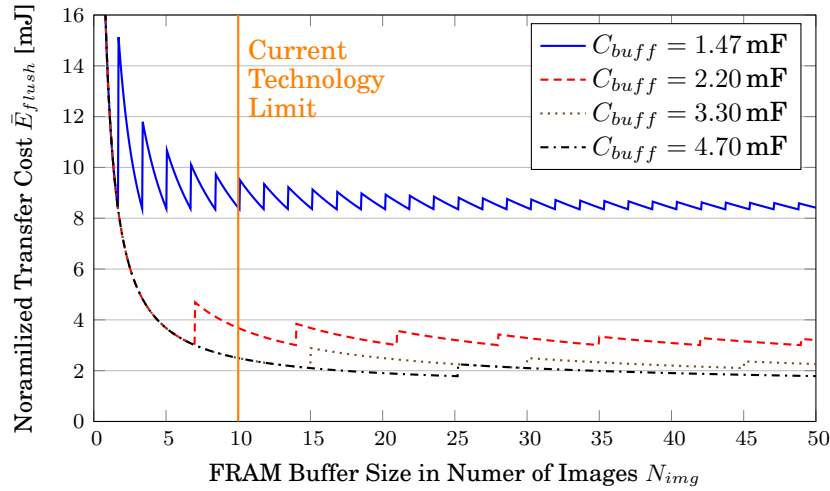 Noramilized Transfer Cost Ē_flush [mJ]
16
14
12
10
8
6
4
2
0
0 5 10 15 20 25 30 35 40 45 50
FRAM Buffer Size in Numer of Images N_img
Current
Technology
Limit
C_buff = 1.47 mF
C_buff = 2.20 mF
C_buff = 3.30 mF
C_buff = 4.70 mF